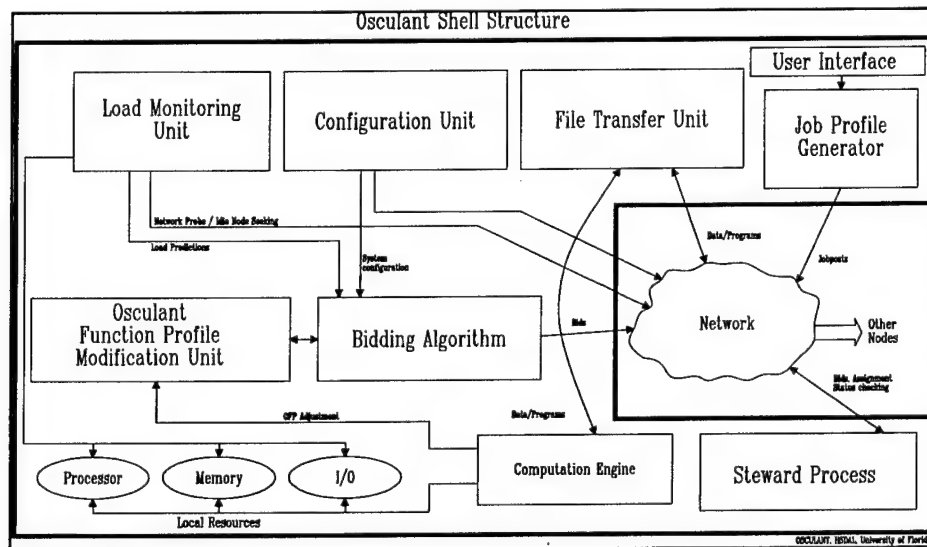 Osculant Shell Structure
User Interface
Load Monitoring
Unit
Configuration Unit
File Transfer Unit
Job Profile
Generator
Network Probe / Idle Node Seeking
Load Predictions
System
configuration
Data/Programs
Jobposts
Osculant
Function Profile
Modification Unit
Bidding Algorithm
Bids
Network
Other
Nodes
Bids, Assignment
Status checking
OFP Adjustment
Data/Programs
Processor
Memory
I/O
Computation Engine
Steward Process
Local Resources
OSCULANT, HSDAL, University of Florida